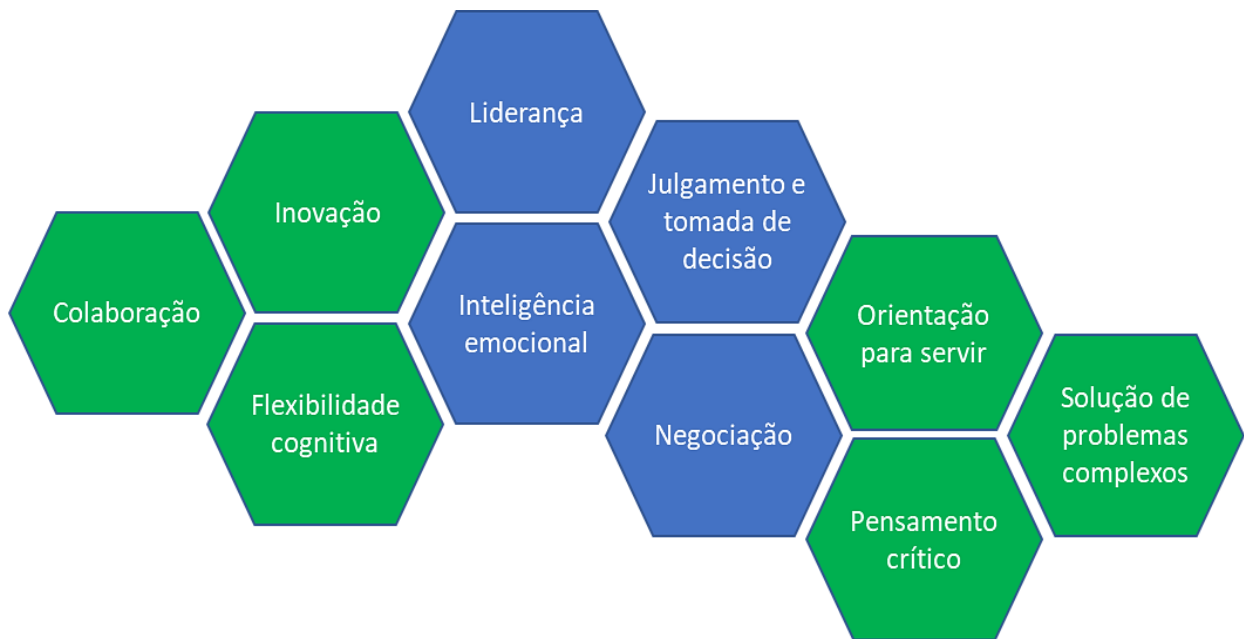 Liderança
Inovação
Julgamento e
tomada de
decisão
Colaboração
Inteligência
emocional
Orientação
para servir
Flexibilidade
cognitiva
Negociação
Solução de
problemas
complexos
Pensamento
crítico